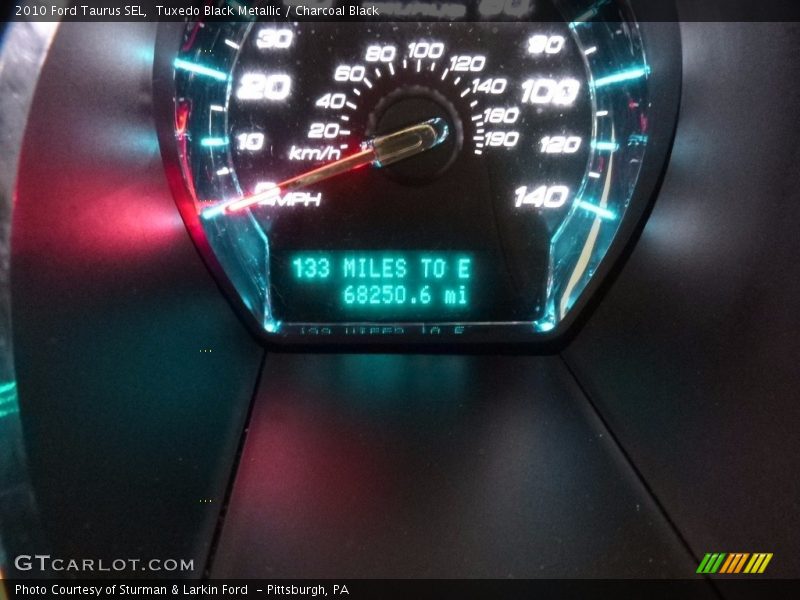 2010 Ford Taurus SEL,  Tuxedo Black Metallic / Charcoal Black
30 80 100 120 90
60
20 40 140 100
20 180
10 km/h 190 120
MPH 140
133 MILES TO E
68250.6 mi
GTCARLOT.COM
Photo Courtesy of Sturman & Larkin Ford  - Pittsburgh, PA